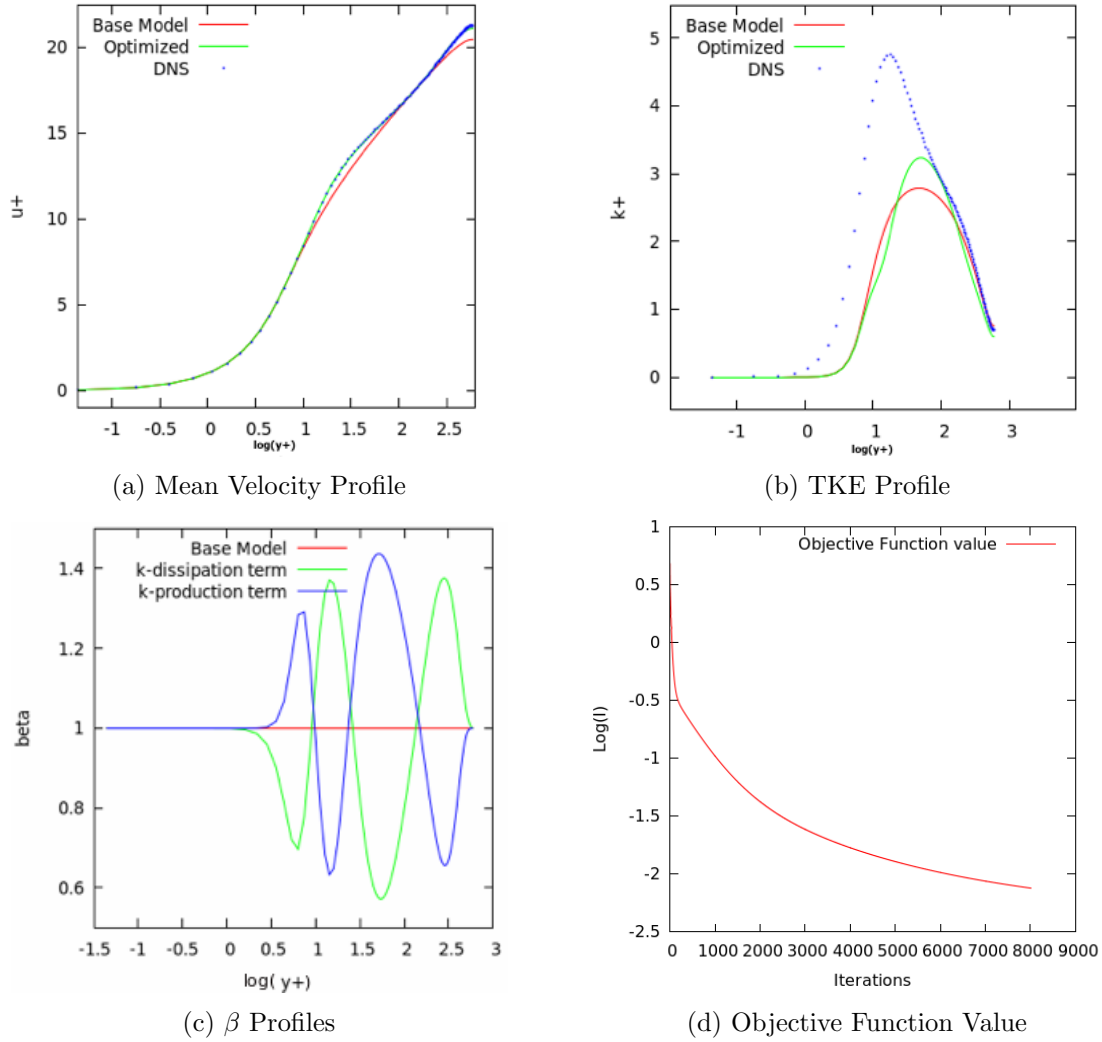 Base Model
Optimized
DNS
20
15
10
5
0
u+
-1
-0.5
0
0.5
1
1.5
2
2.5
log(y+)
(a) Mean Velocity Profile
Base Model
Optimized
DNS
5
4
3
2
1
0
k+
-1
0
1
2
3
log(y+)
(b) TKE Profile
Base Model
k-dissipation term
k-production term
1.4
1.2
1
0.8
0.6
beta
-1.5
-1
-0.5
0
0.5
1
1.5
2
2.5
3
log( y+)
(c) β Profiles
Objective Function value
1
0.5
0
-0.5
-1
-1.5
-2
-2.5
Log(I)
0
1000
2000
3000
4000
5000
6000
7000
8000
9000
Iterations
(d) Objective Function Value